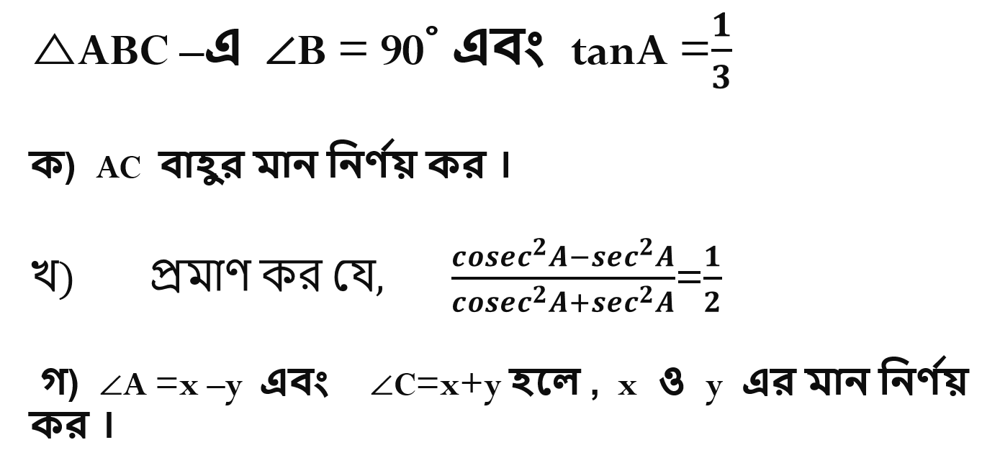 △ABC –এ ∠B = 90° এবং tanA =1/3
ক) AC বাহুর মান নির্ণয় কর ।
খ) প্রমাণ কর যে, (cosec²A−sec²A)/(cosec²A+sec²A)=1/2
গ) ∠A =x –y এবং ∠C=x+y হলে , x ও y এর মান নির্ণয়
কর ।